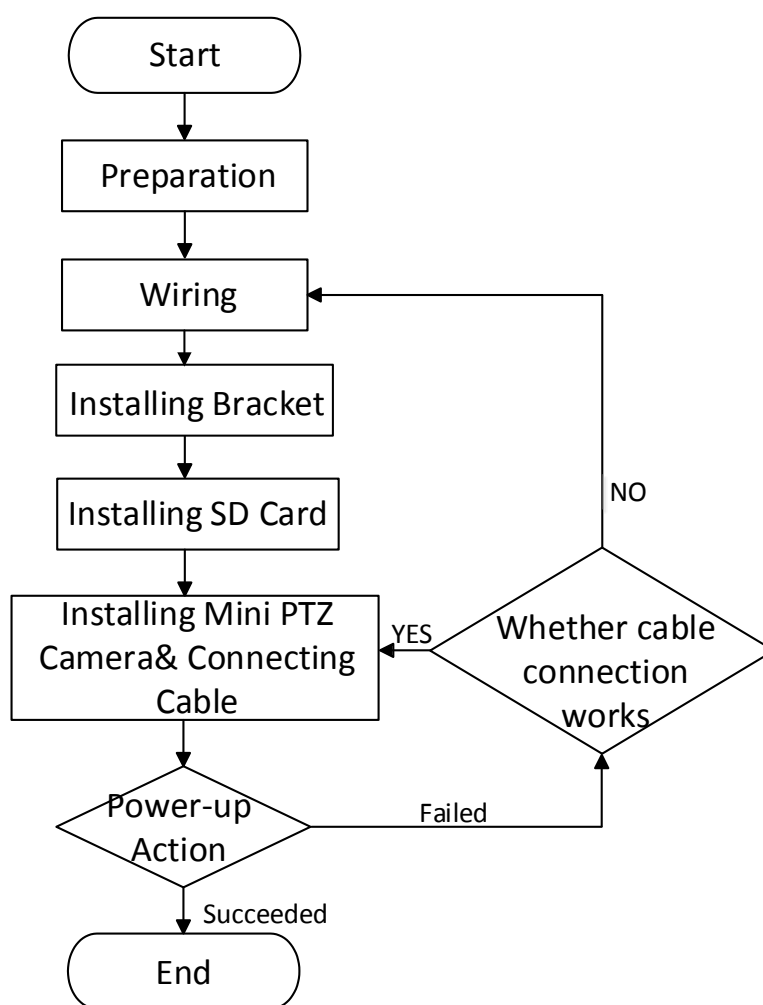 Start
Preparation
Wiring
Installing Bracket
NO
Installing SD Card
Installing Mini PTZ
Camera& Connecting
Cable
YES
Whether cable
connection
works
Power-up
Action
Failed
Succeeded
End